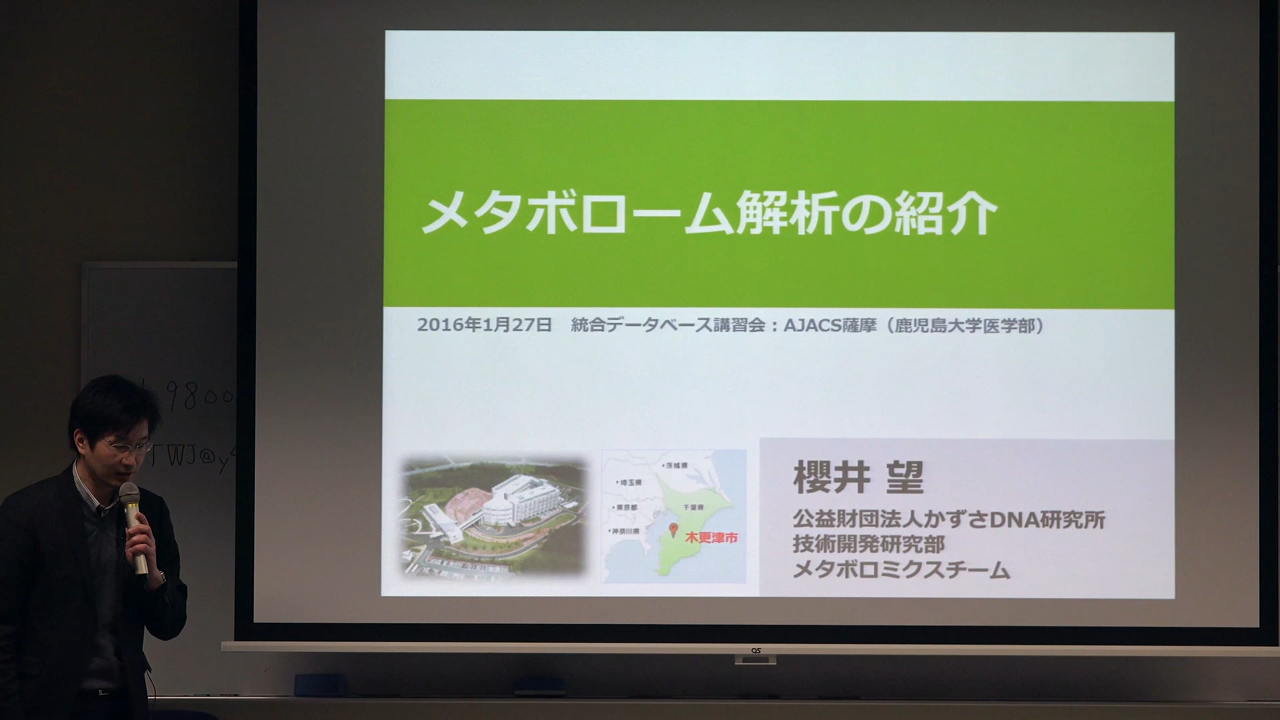 メタボローム解析の紹介
2016年1月27日　統合データベース講習会：AJACS薩摩（鹿児島大学医学部）
・茨城県
・埼玉県
・東京都
千葉県
・神奈川県
木更津市
櫻井 望
公益財団法人かずさDNA研究所
技術開発研究部
メタボロミクスチーム
9800
OS